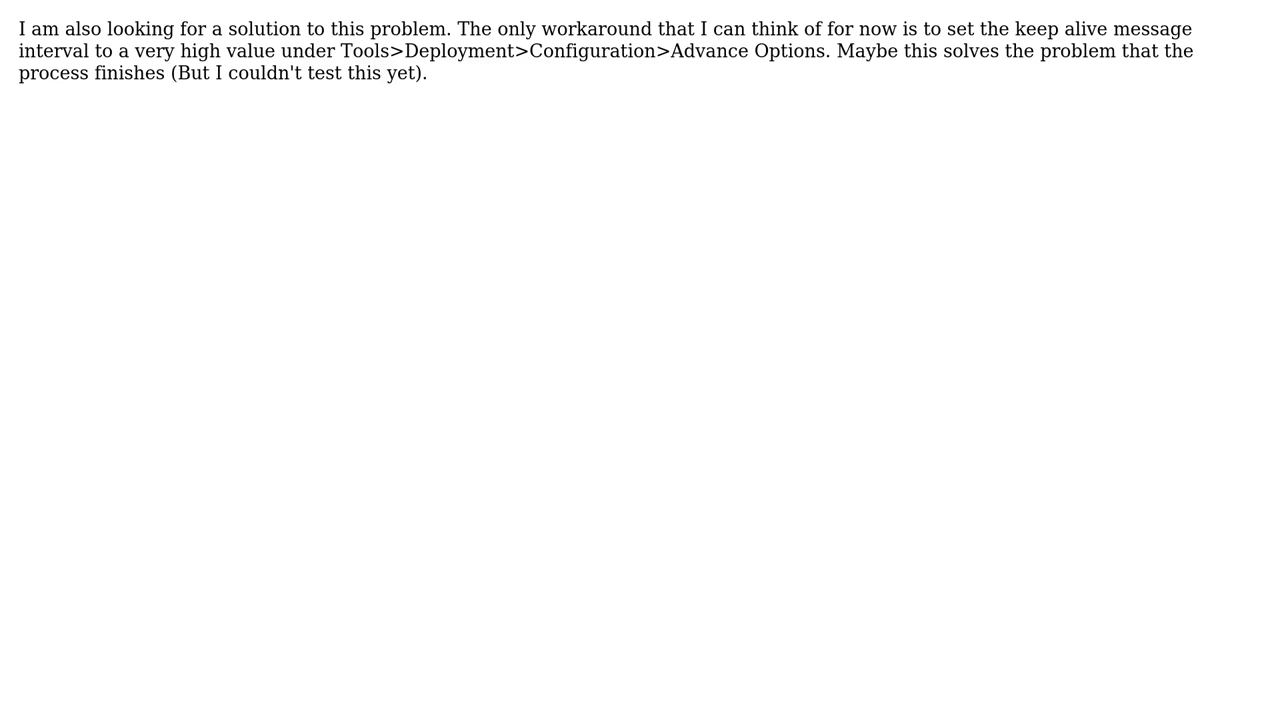 I am also looking for a solution to this problem. The only workaround that I can think of for now is to set the keep alive message
interval to a very high value under Tools>Deployment>Configuration>Advance Options. Maybe this solves the problem that the
process finishes (But I couldn't test this yet).